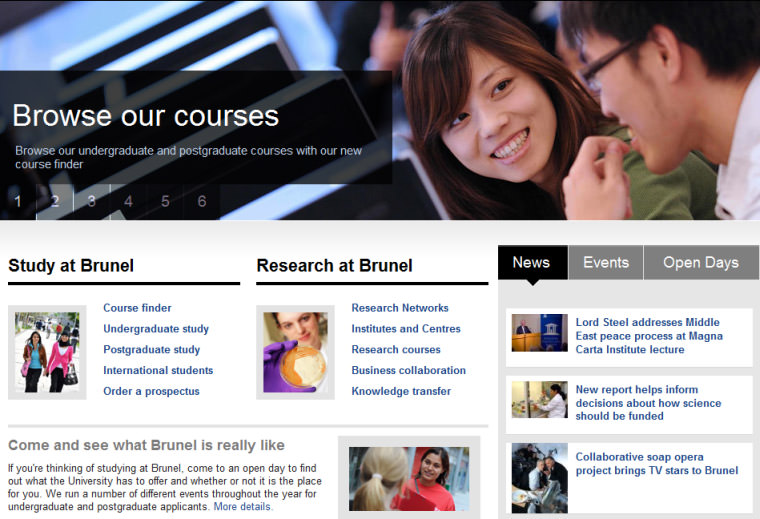 Browse our courses
Browse our undergraduate and postgraduate courses with our new
course finder
1 2 3 4 5 6
Study at Brunel
Course finder
Undergraduate study
Postgraduate study
International students
Order a prospectus
Research at Brunel
Research Networks
Institutes and Centres
Research courses
Business collaboration
Knowledge transfer
News Events Open Days
Lord Steel addresses Middle
East peace process at Magna
Carta Institute lecture
New report helps inform
decisions about how science
should be funded
Collaborative soap opera
project brings TV stars to Brunel
Come and see what Brunel is really like
If you're thinking of studying at Brunel, come to an open day to find
out what the University has to offer and whether or not it is the place
for you. We run a number of different events throughout the year for
undergraduate and postgraduate applicants. More details.